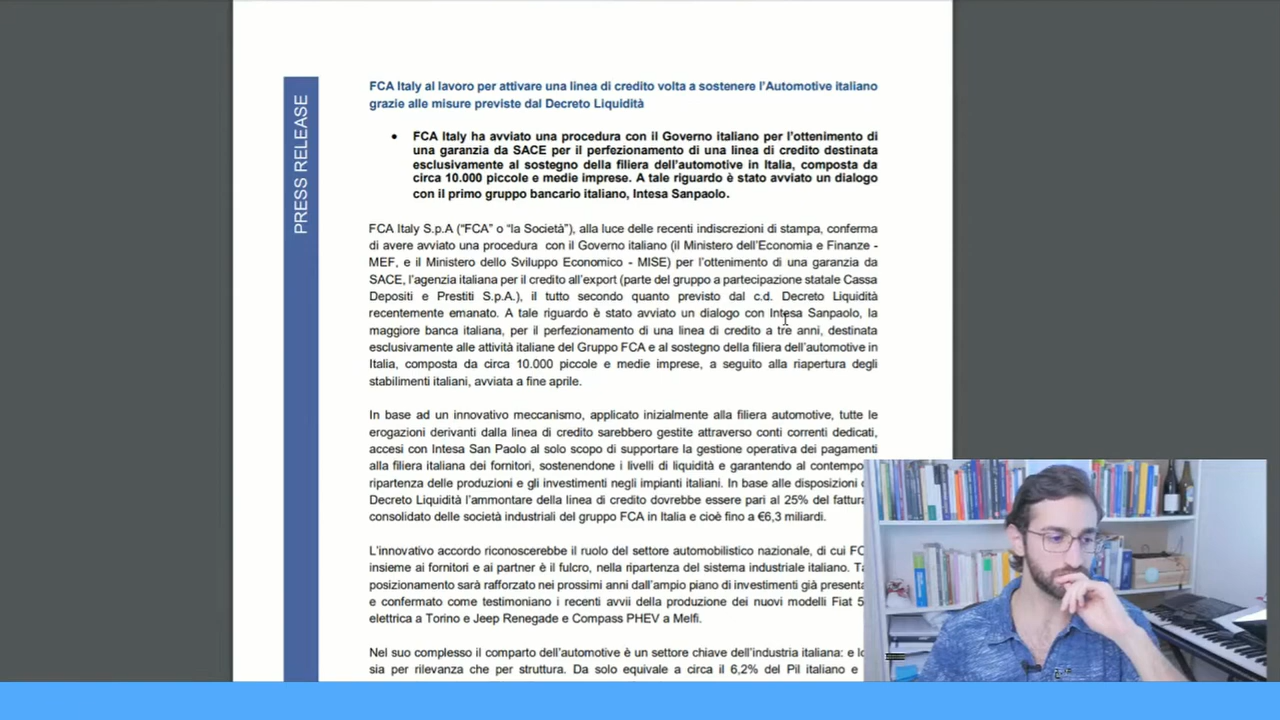 PRESS RELEASE
FCA Italy al lavoro per attivare una linea di credito volta a sostenere l'Automotive italiano
grazie alle misure previste dal Decreto Liquidità
• FCA Italy ha avviato una procedura con il Governo italiano per l'ottenimento di
una garanzia da SACE per il perfezionamento di una linea di credito destinata
esclusivamente al sostegno della filiera dell'automotive in Italia, composta da
circa 10.000 piccole e medie imprese. A tale riguardo è stato avviato un dialogo
con il primo gruppo bancario italiano, Intesa Sanpaolo.
FCA Italy S.p.A ("FCA" o "la Società"), alla luce delle recenti indiscrezioni di stampa, conferma
di avere avviato una procedura con il Governo italiano (il Ministero dell'Economia e Finanze -
MEF, e il Ministero dello Sviluppo Economico - MISE) per l'ottenimento di una garanzia da
SACE, l'agenzia italiana per il credito all'export (parte del gruppo a partecipazione statale Cassa
Depositi e Prestiti S.p.A.), il tutto secondo quanto previsto dal c.d. Decreto Liquidità
recentemente emanato. A tale riguardo è stato avviato un dialogo con Intesa Sanpaolo, la
maggiore banca italiana, per il perfezionamento di una linea di credito a tre anni, destinata
esclusivamente alle attività italiane del Gruppo FCA e al sostegno della filiera dell'automotive in
Italia, composta da circa 10.000 piccole e medie imprese, a seguito alla riapertura degli
stabilimenti italiani, avviata a fine aprile.
In base ad un innovativo meccanismo, applicato inizialmente alla filiera automotive, tutte le
erogazioni derivanti dalla linea di credito sarebbero gestite attraverso conti correnti dedicati,
accesi con Intesa San Paolo al solo scopo di supportare la gestione operativa dei pagamenti
alla filiera italiana dei fornitori, sostenendone i livelli di liquidità e garantendo al contempo
ripartenza delle produzioni e gli investimenti negli impianti italiani. In base alle disposizioni
Decreto Liquidità l'ammontare della linea di credito dovrebbe essere pari al 25% del
consolidato delle società industriali del gruppo FCA in Italia e cioè fino a €6,3 miliardi.
L'innovativo accordo riconoscerebbe il ruolo del settore automobilistico nazionale, di cui
insieme ai fornitori e ai partner è il fulcro, nella ripartenza del sistema industriale italiano.
posizionamento sarà rafforzato nei prossimi anni dall'ampio piano di investimenti già
e confermato come testimoniano i recenti avvii della produzione dei nuovi modelli Fiat
elettrica a Torino e Jeep Renegade e Compass PHEV a Melfi.
Nel suo complesso il comparto dell'automotive è un settore chiave dell'industria italiana: e
sia per rilevanza che per struttura. Da solo equivale a circa il 6,2% del Pil italiano e